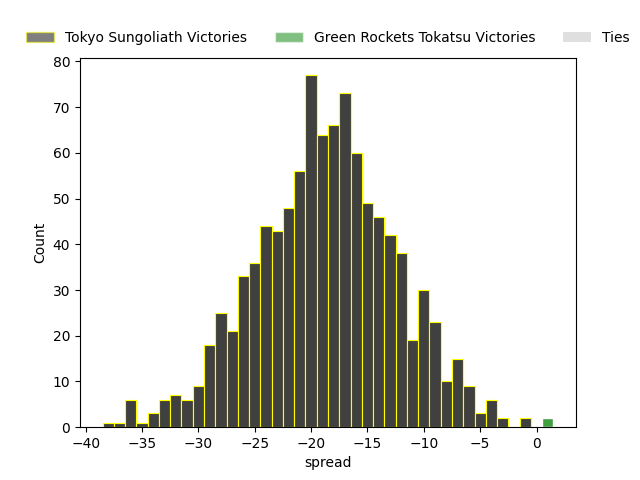 Tokyo Sungoliath Victories Green Rockets Tokatsu Victories Ties
80
70
60
50
40
30
20
10
0
Count
−40 −35 −30 −25 −20 −15 −10 −5 0
spread